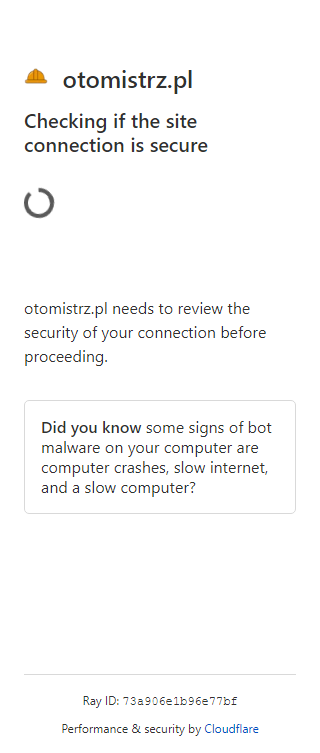 otomistrz.pl
Checking if the site
connection is secure
otomistrz.pl needs to review the
security of your connection before
proceeding.
Did you know some signs of bot
malware on your computer are
computer crashes, slow internet,
and a slow computer?
Ray ID: 73a906e1b96e77bf
Performance & security by Cloudflare